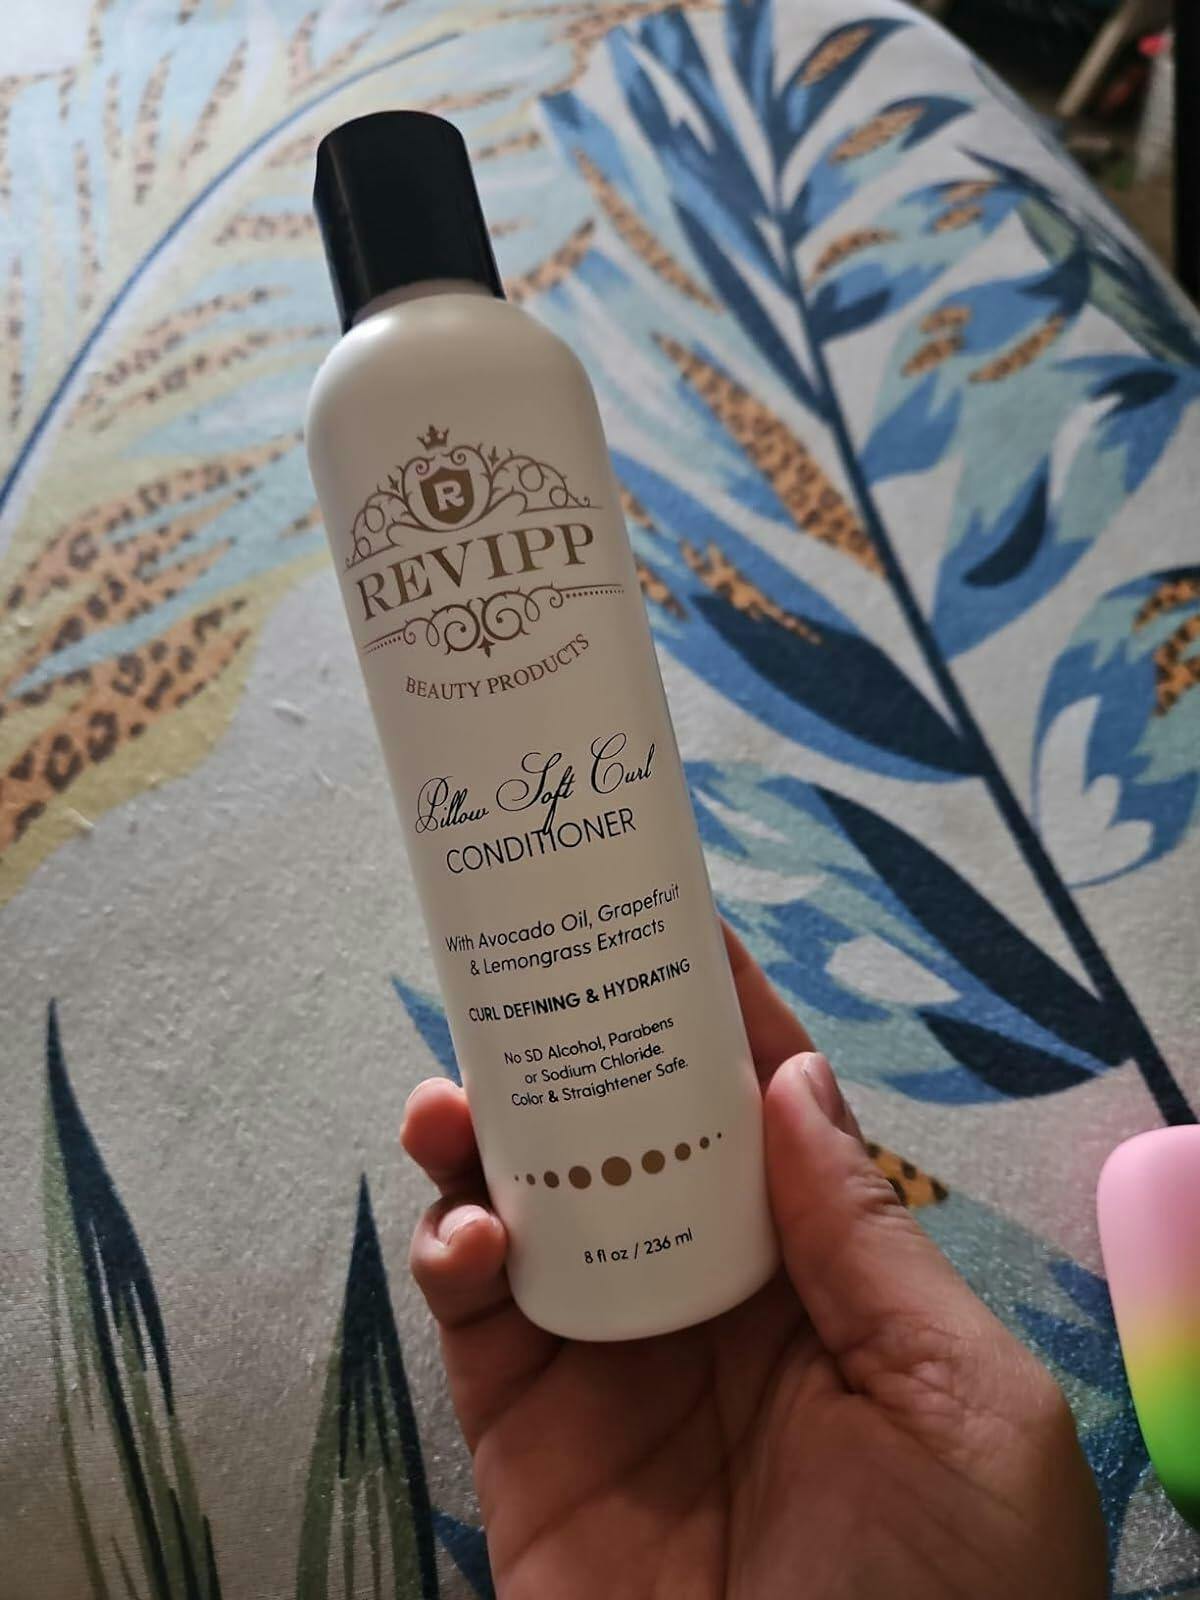 R
REVIPP
BEAUTY PRODUCTS
Pillow Soft Curl
CONDITIONER
With Avocado Oil, Grapefruit
& Lemongrass Extracts
CURL DEFINING & HYDRATING
No SD Alcohol, Parabens
or Sodium Chloride.
Color & Straightener Safe.
8 fl oz / 236 ml